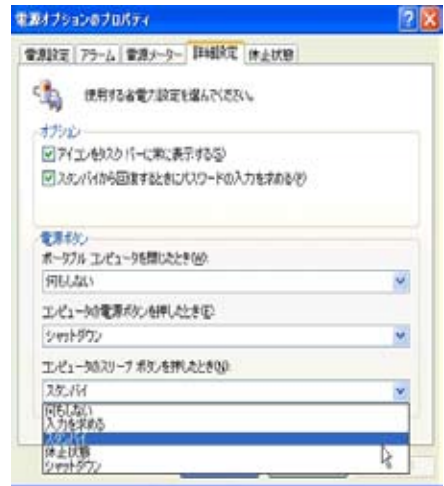 電源オプションのプロパティ
電源設定 アラーム 電源メーター 詳細設定 休止状態
使用する省電力設定を選んでください。
オプション
アイコンをタスク バーに常に表示する(S)
スタンバイから回復するときにパスワードの入力を求める(P)
電源ボタン
ポータブル コンピュータを閉じたとき(W):
何もしない
コンピュータの電源ボタンを押したとき(E):
シャットダウン
コンピュータのスリープ ボタンを押したとき(N):
スタンバイ
何もしない
入力を求める
スタンバイ
休止状態
シャットダウン